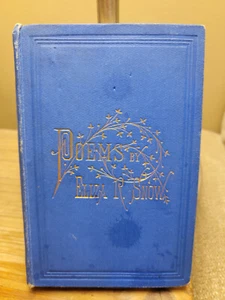 POEMS BY
ELIZA R. SNOW.